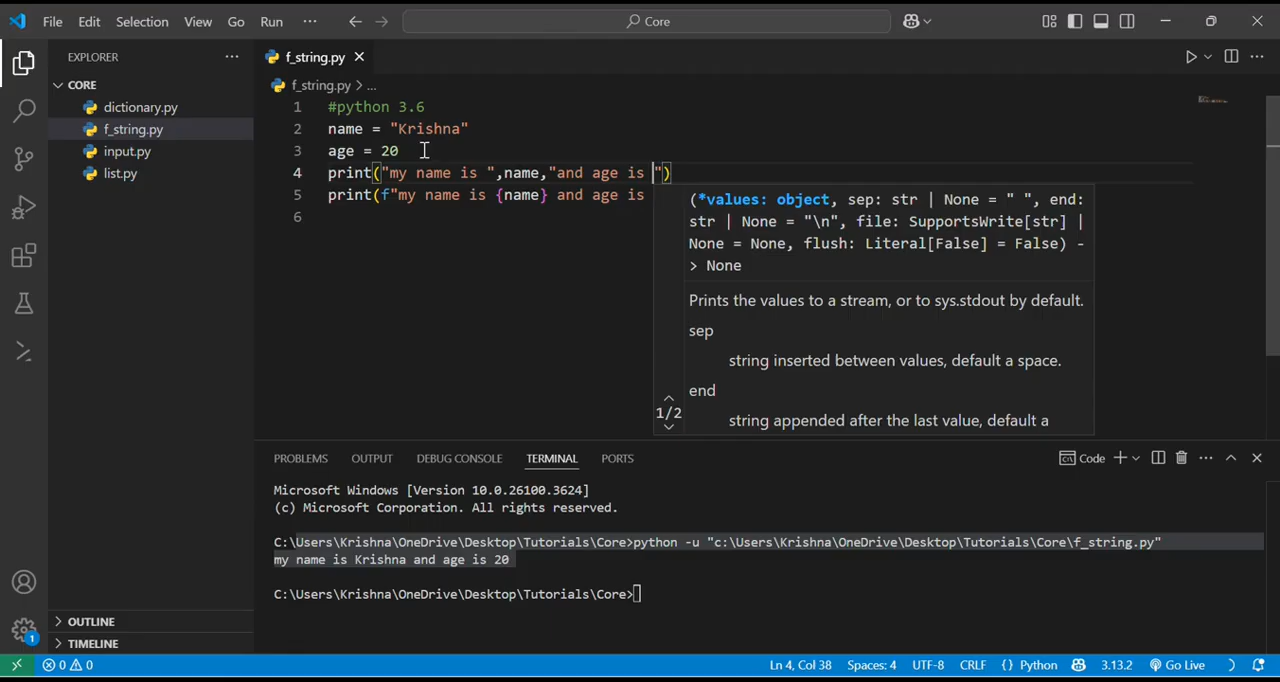 File Edit Selection View Go Run ··· Core
EXPLORER ···
f_string.py
CORE
f_string.py > ...
dictionary.py
f_string.py
input.py
list.py
1 #python 3.6
2 name = "Krishna"
3 age = 20
4 print("my name is ",name,"and age is ")
5 print(f"my name is {name} and age is
6
(*values: object, sep: str | None = " ", end:
str | None = "\n", file: SupportsWrite[str] |
None = None, flush: Literal[False] = False) -
> None
Prints the values to a stream, or to sys.stdout by default.
sep
string inserted between values, default a space.
end
1/2
string appended after the last value, default a
PROBLEMS OUTPUT DEBUG CONSOLE TERMINAL PORTS Code
Microsoft Windows [Version 10.0.26100.3624]
(c) Microsoft Corporation. All rights reserved.
C:\Users\Krishna\OneDrive\Desktop\Tutorials\Core>python -u "c:\Users\Krishna\OneDrive\Desktop\Tutorials\Core\f_string.py"
my name is Krishna and age is 20
C:\Users\Krishna\OneDrive\Desktop\Tutorials\Core>
OUTLINE
TIMELINE
1
0 0 Ln 4, Col 38 Spaces: 4 UTF-8 CRLF {} Python 3.13.2 Go Live